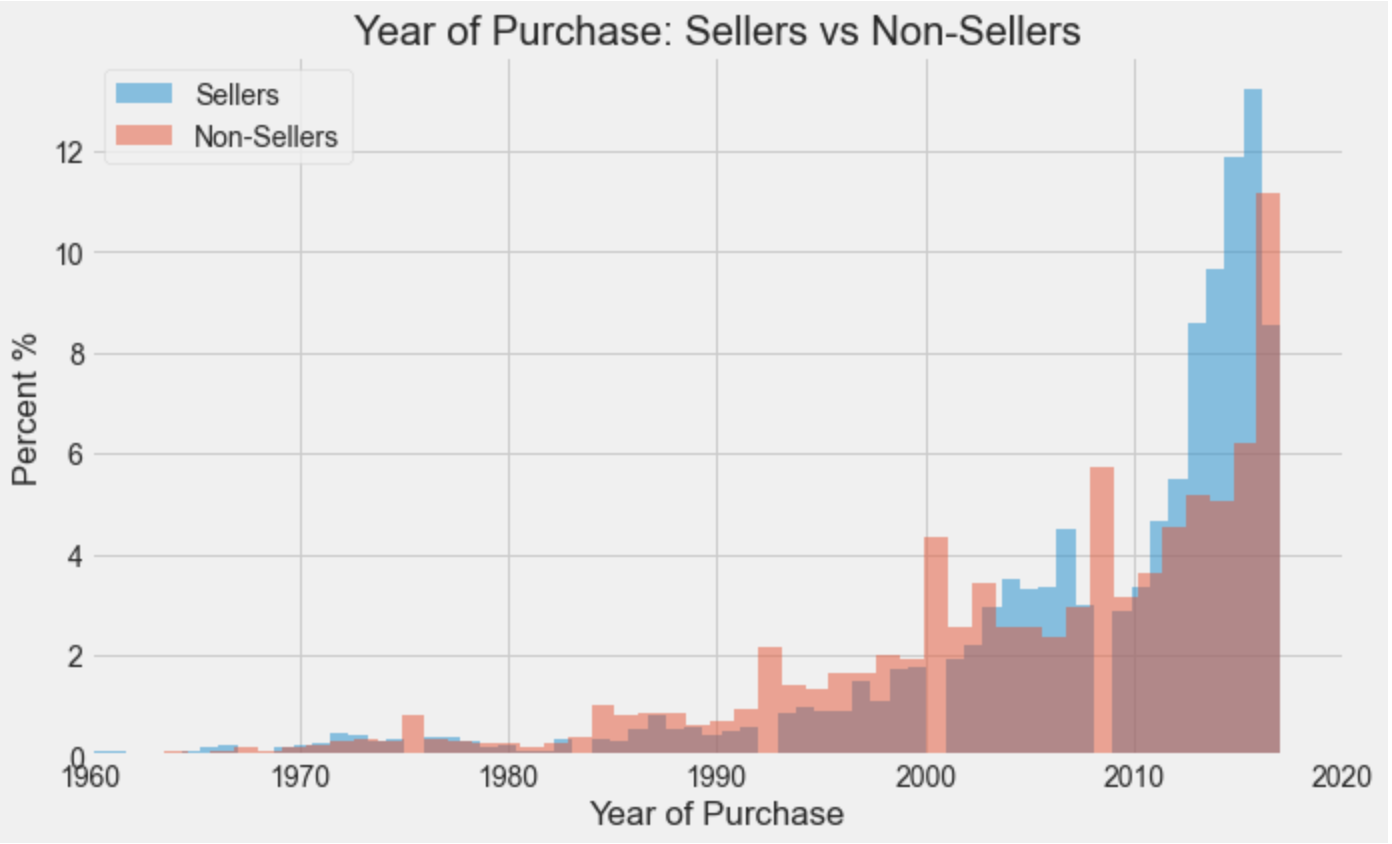 Year of Purchase: Sellers vs Non-Sellers
Sellers
Non-Sellers
12
10
8
6
4
2
0
Percent %
1960 1970 1980 1990 2000 2010 2020
Year of Purchase